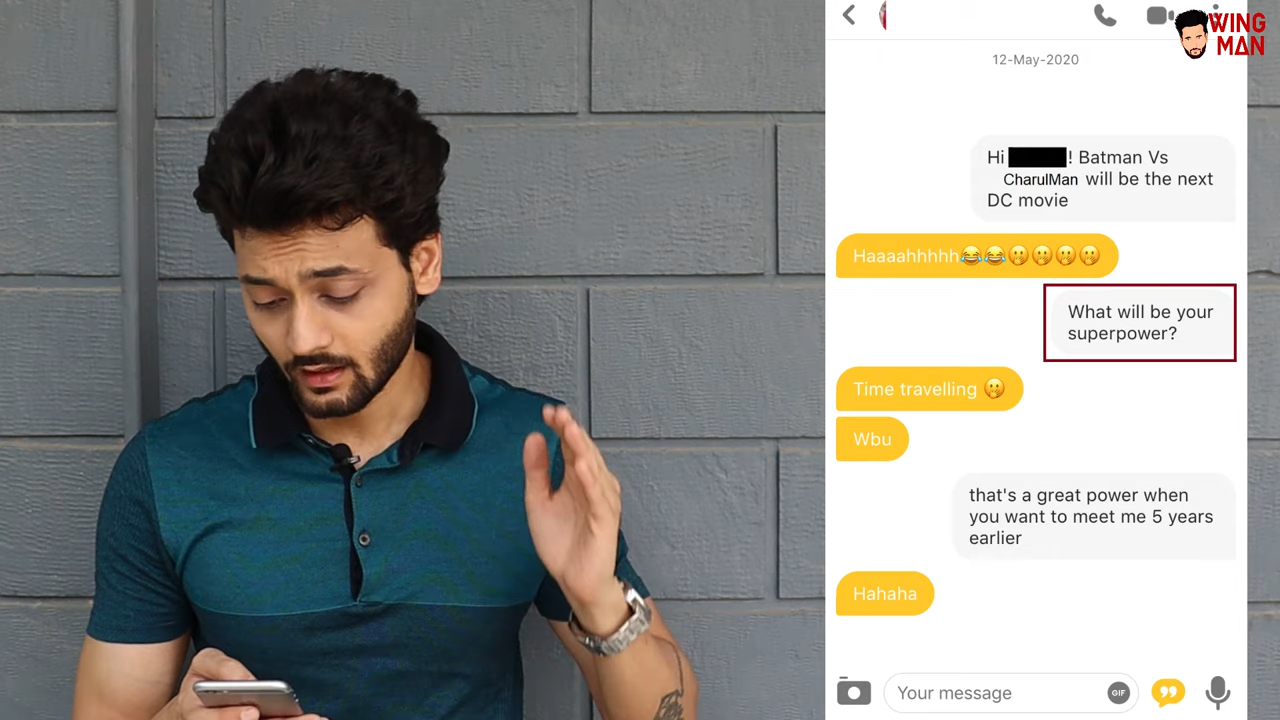 WING
MAN
12-May-2020
Hi ! Batman Vs
CharulMan will be the next
DC movie
Haaaahhhhh😂😂🤭🤭🤭🤭
What will be your
superpower?
Time travelling 🤭
Wbu
that's a great power when
you want to meet me 5 years
earlier
Hahaha
Your message
GIF